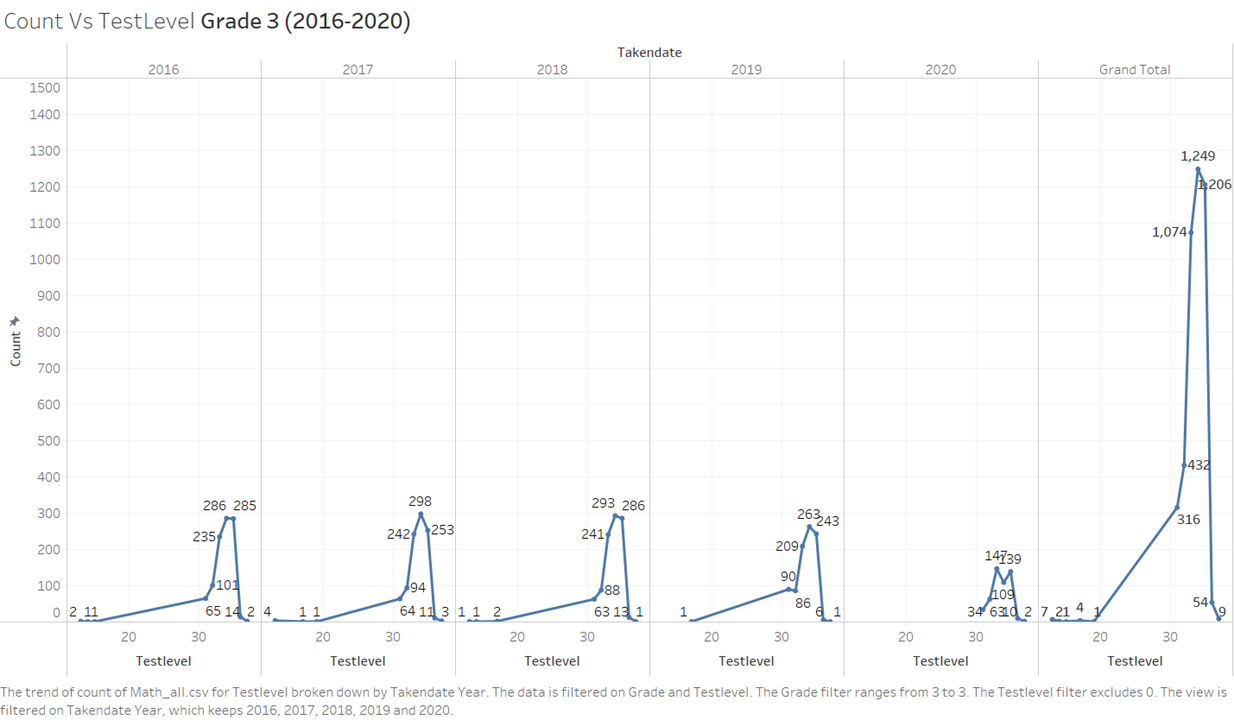 Count Vs TestLevel Grade 3 (2016-2020)
Takendate
2016 2017 2018 2019 2020 Grand Total
1500
1400
1300
1200
1100
1000
900
800
700
600
500
400
300
200
100
0
Count
2 1 1 65 101 235 286 285 14 2
4 1 1 64 94 242 298 253 11 3
1 1 2 63 88 241 293 286 13 1
1 90 86 209 263 243 6 1
34 63 147 109 139 10 2
7 2 1 4 1 316 432 1,074 1,249 1,206 54 9
20 30 20 30 20 30 20 30 20 30 20 30
Testlevel Testlevel Testlevel Testlevel Testlevel Testlevel
The trend of count of Math_all.csv for Testlevel broken down by Takendate Year. The data is filtered on Grade and Testlevel. The Grade filter ranges from 3 to 3. The Testlevel filter excludes 0. The view is
filtered on Takendate Year, which keeps 2016, 2017, 2018, 2019 and 2020.